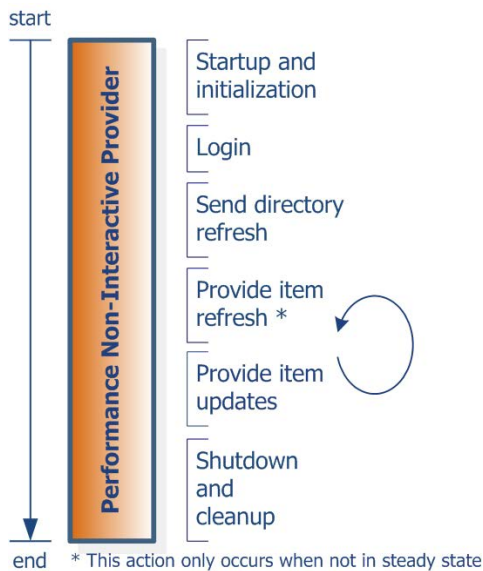 start
Performance Non-Interactive Provider
Startup and
initialization
Login
Send directory
refresh
Provide item
refresh *
Provide item
updates
Shutdown
and
cleanup
end
* This action only occurs when not in steady state